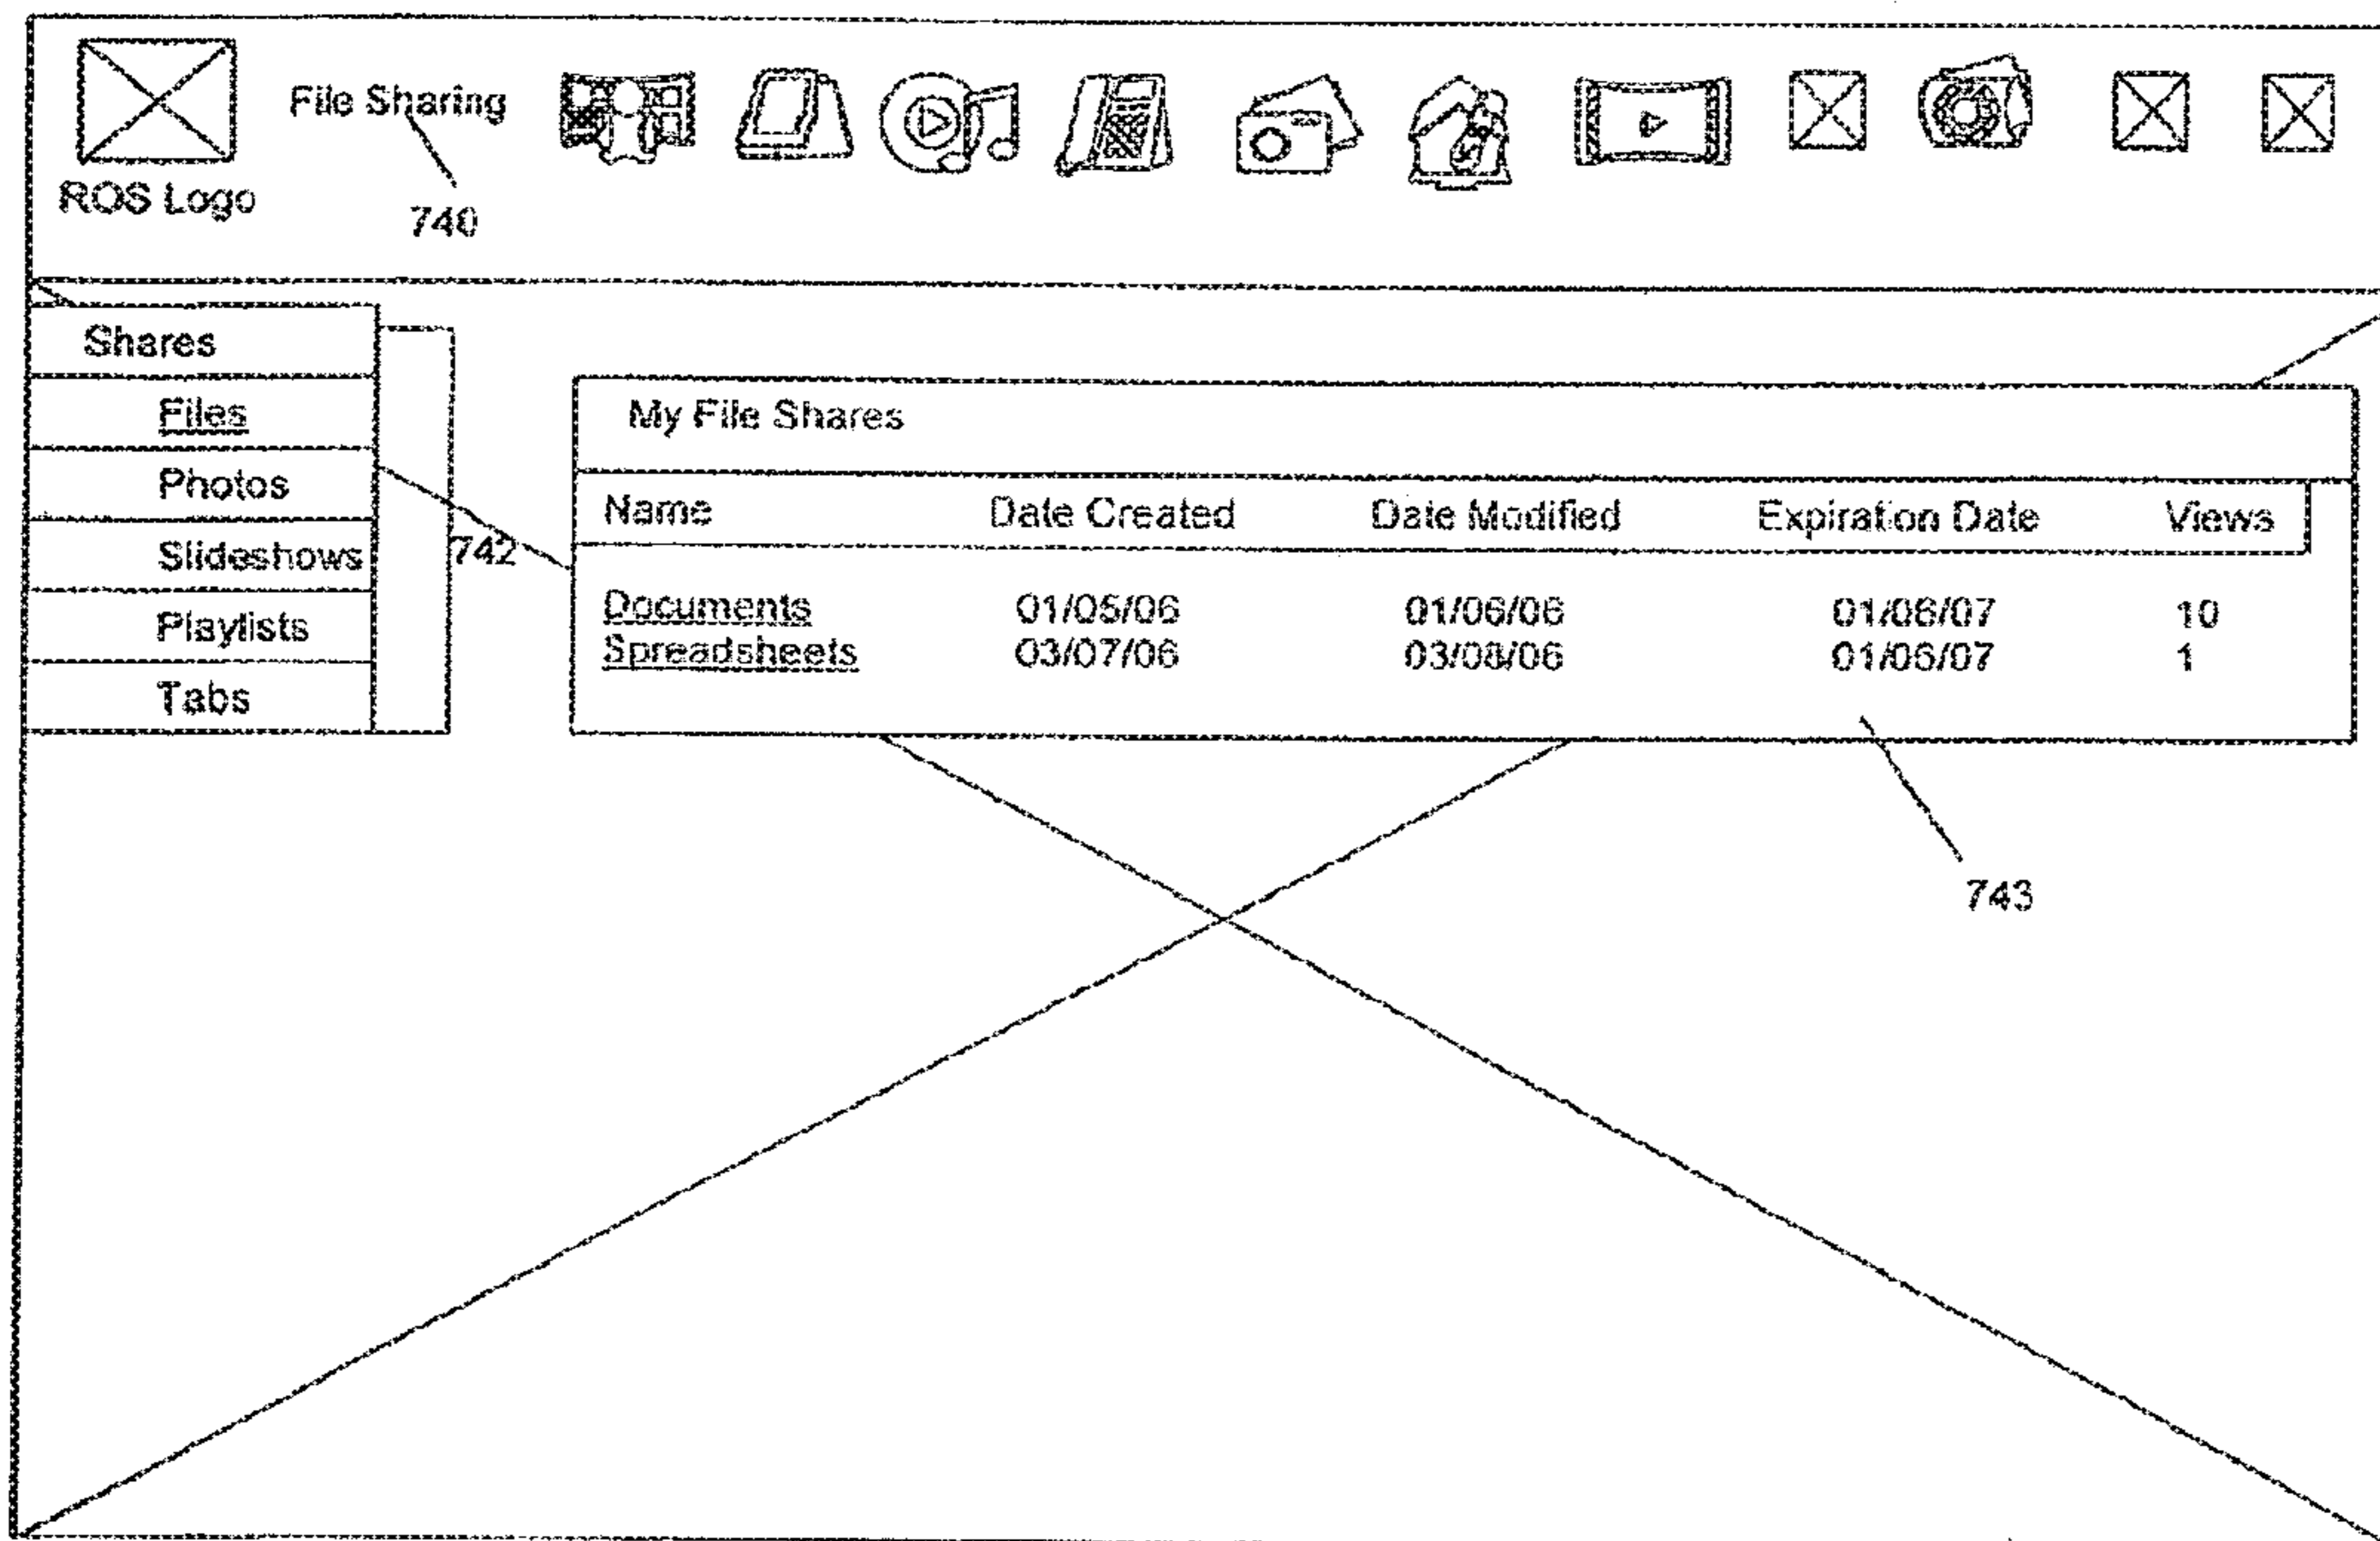 File Sharing
ROS Logo
740
Shares
Files
Photos
Slideshows
Playlists
Tabs
742
My File Shares
Name Date Created Date Modified Expiration Date Views
Documents 01/05/06 01/06/06 01/06/07 10
Spreadsheets 03/07/06 03/08/06 01/06/07 1
743